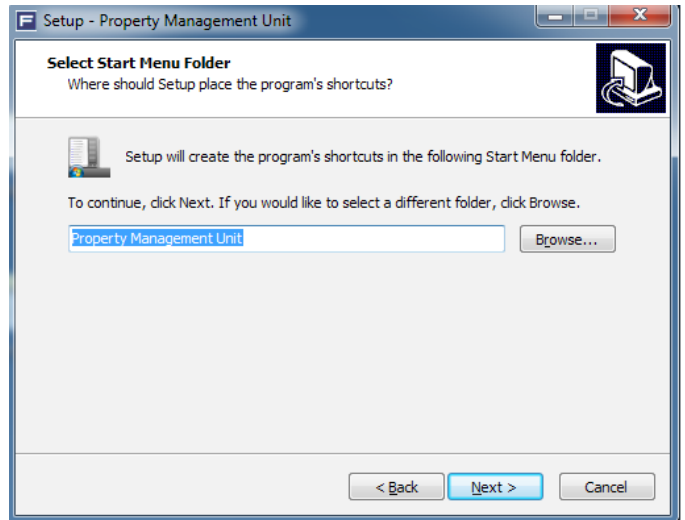 Setup - Property Management Unit
Select Start Menu Folder
Where should Setup place the program's shortcuts?
Setup will create the program's shortcuts in the following Start Menu folder.
To continue, click Next. If you would like to select a different folder, click Browse.
Property Management Unit
Browse...
< Back
Next >
Cancel